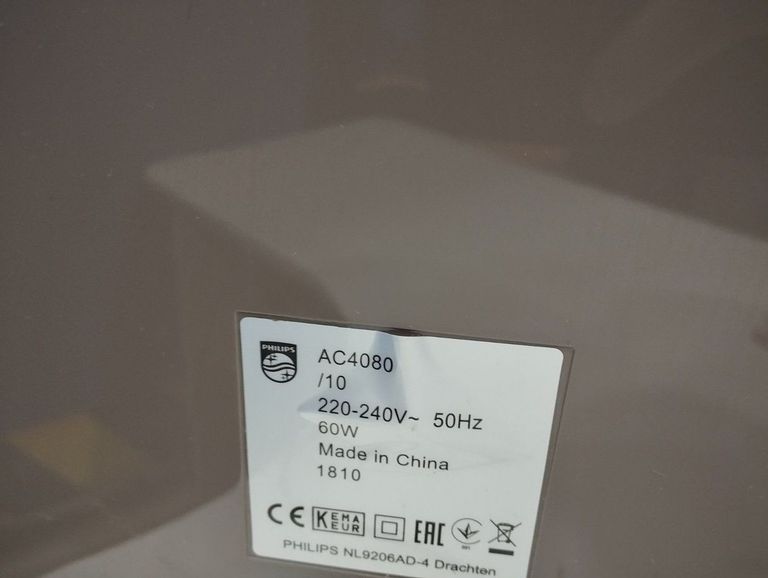 PHILIPS
AC4080
/10
220-240V~ 50Hz
60W
Made in China
1810
CE KEMA KEUR EAC
PHILIPS NL9206AD-4 Drachten